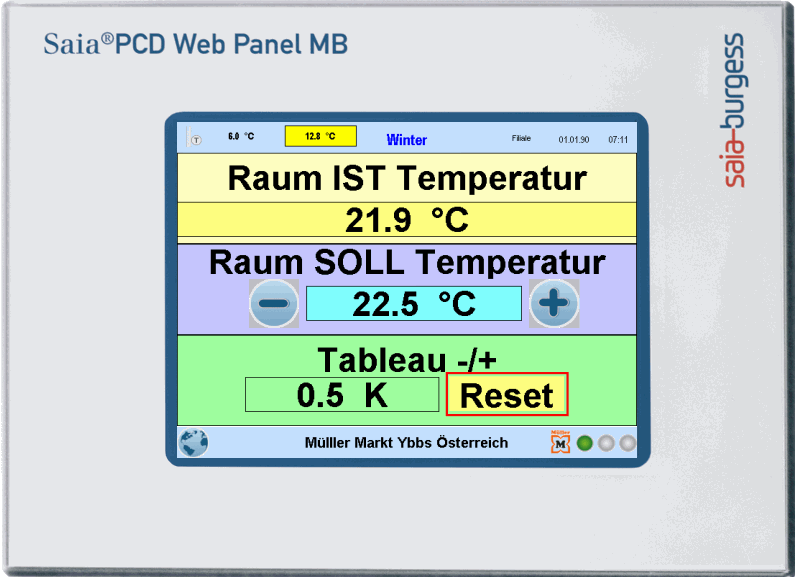 Saia®PCD Web Panel MB
saia-burgess
T 6.0 °C 12.8 °C Winter Filiale 01.01.90 07:11
Raum IST Temperatur
21.9 °C
Raum SOLL Temperatur
− 22.5 °C +
Tableau -/+
0.5 K Reset
Mülller Markt Ybbs Österreich
Müller
M